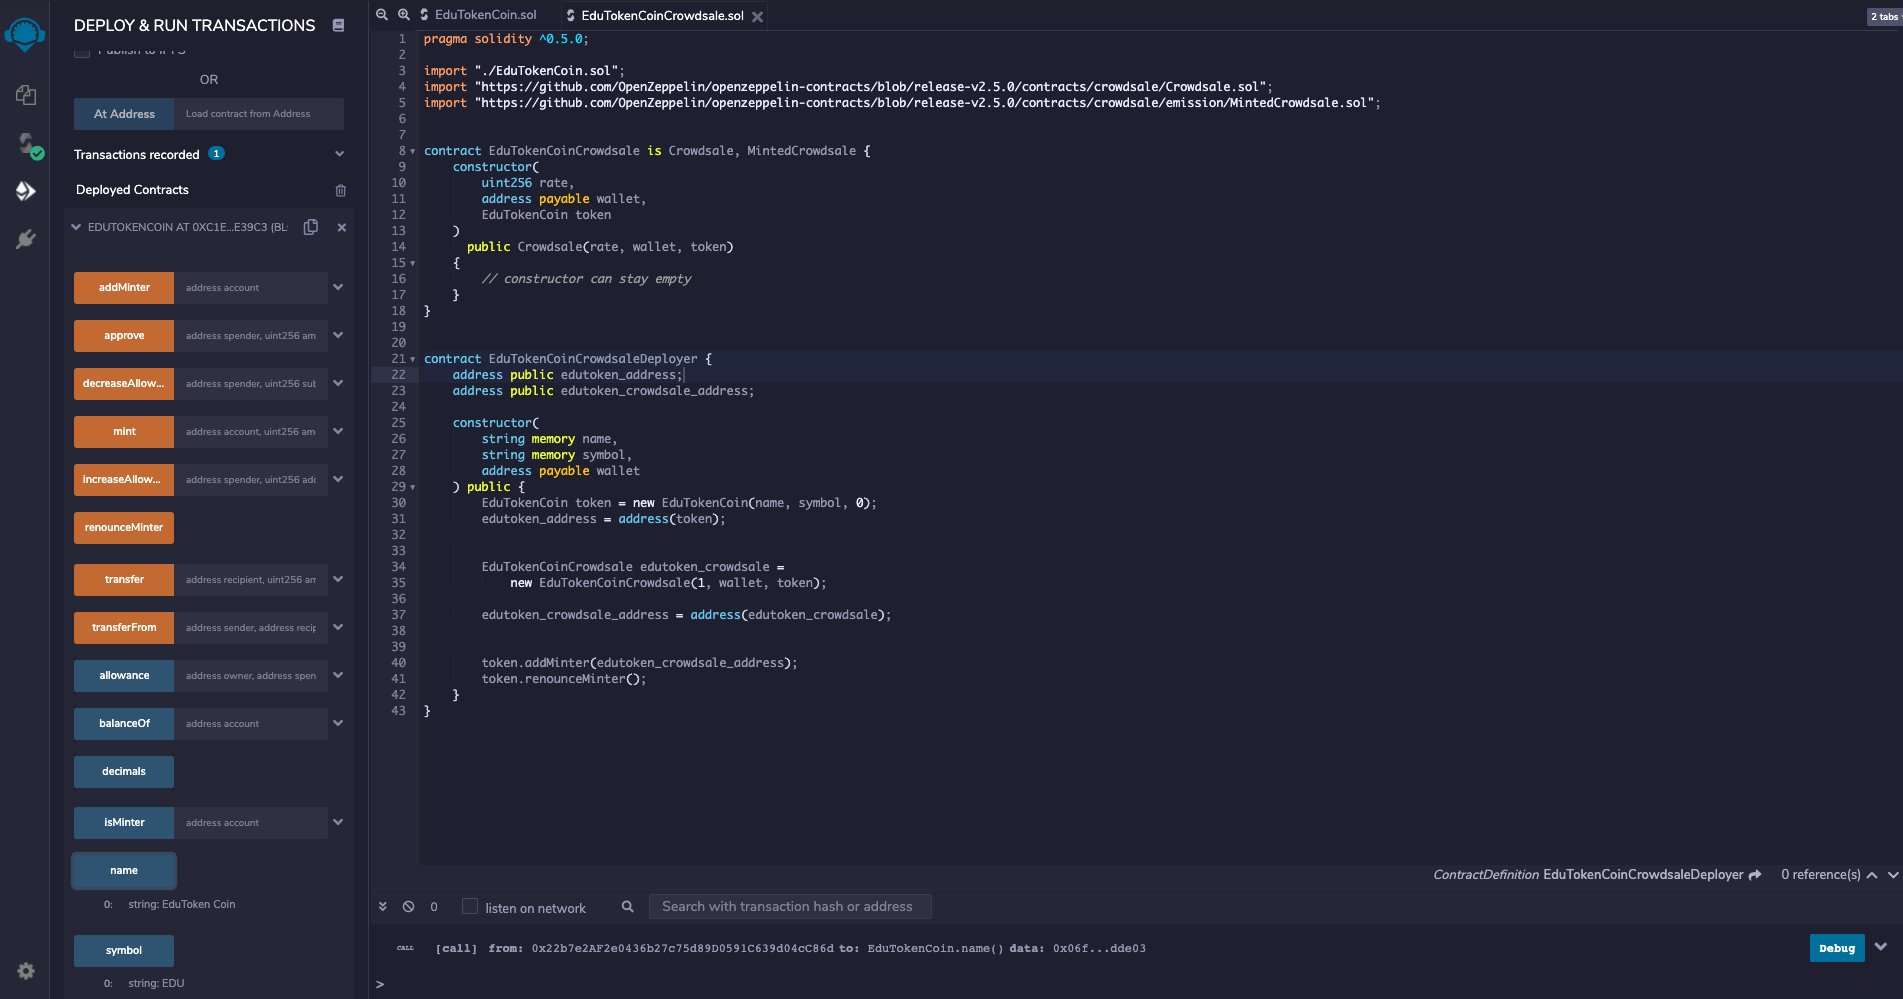 DEPLOY & RUN TRANSACTIONS
Publish to IPFS
OR
At Address
Load contract from Address
Transactions recorded 1
Deployed Contracts
EDUTOKENCOIN AT 0XC1E...E39C3 (BL
addMinter address account
approve address spender, uint256 am
decreaseAllow... address spender, uint256 sub
mint address account, uint256 am
increaseAllow... address spender, uint256 add
renounceMinter
transfer address recipient, uint256 am
transferFrom address sender, address recip
allowance address owner, address spen
balanceOf address account
decimals
isMinter address account
name
0: string: EduToken Coin
symbol
0: string: EDU
EduTokenCoin.sol
EduTokenCoinCrowdsale.sol
2 tabs
1 pragma solidity ^0.5.0;
2
3 import "./EduTokenCoin.sol";
4 import "https://github.com/OpenZeppelin/openzeppelin-contracts/blob/release-v2.5.0/contracts/crowdsale/Crowdsale.sol";
5 import "https://github.com/OpenZeppelin/openzeppelin-contracts/blob/release-v2.5.0/contracts/crowdsale/emission/MintedCrowdsale.sol";
6
7
8 contract EduTokenCoinCrowdsale is Crowdsale, MintedCrowdsale {
9 constructor(
10 uint256 rate,
11 address payable wallet,
12 EduTokenCoin token
13 )
14 public Crowdsale(rate, wallet, token)
15 {
16 // constructor can stay empty
17 }
18 }
19
20
21 contract EduTokenCoinCrowdsaleDeployer {
22 address public edutoken_address;
23 address public edutoken_crowdsale_address;
24
25 constructor(
26 string memory name,
27 string memory symbol,
28 address payable wallet
29 ) public {
30 EduTokenCoin token = new EduTokenCoin(name, symbol, 0);
31 edutoken_address = address(token);
32
33
34 EduTokenCoinCrowdsale edutoken_crowdsale =
35 new EduTokenCoinCrowdsale(1, wallet, token);
36
37 edutoken_crowdsale_address = address(edutoken_crowdsale);
38
39
40 token.addMinter(edutoken_crowdsale_address);
41 token.renounceMinter();
42 }
43 }
ContractDefinition EduTokenCoinCrowdsaleDeployer 0 reference(s)
0 listen on network Search with transaction hash or address
CALL [call] from: 0x22b7e2AF2e0436b27c75d89D0591C639d04cC86d to: EduTokenCoin.name() data: 0x06f...dde03 Debug
>